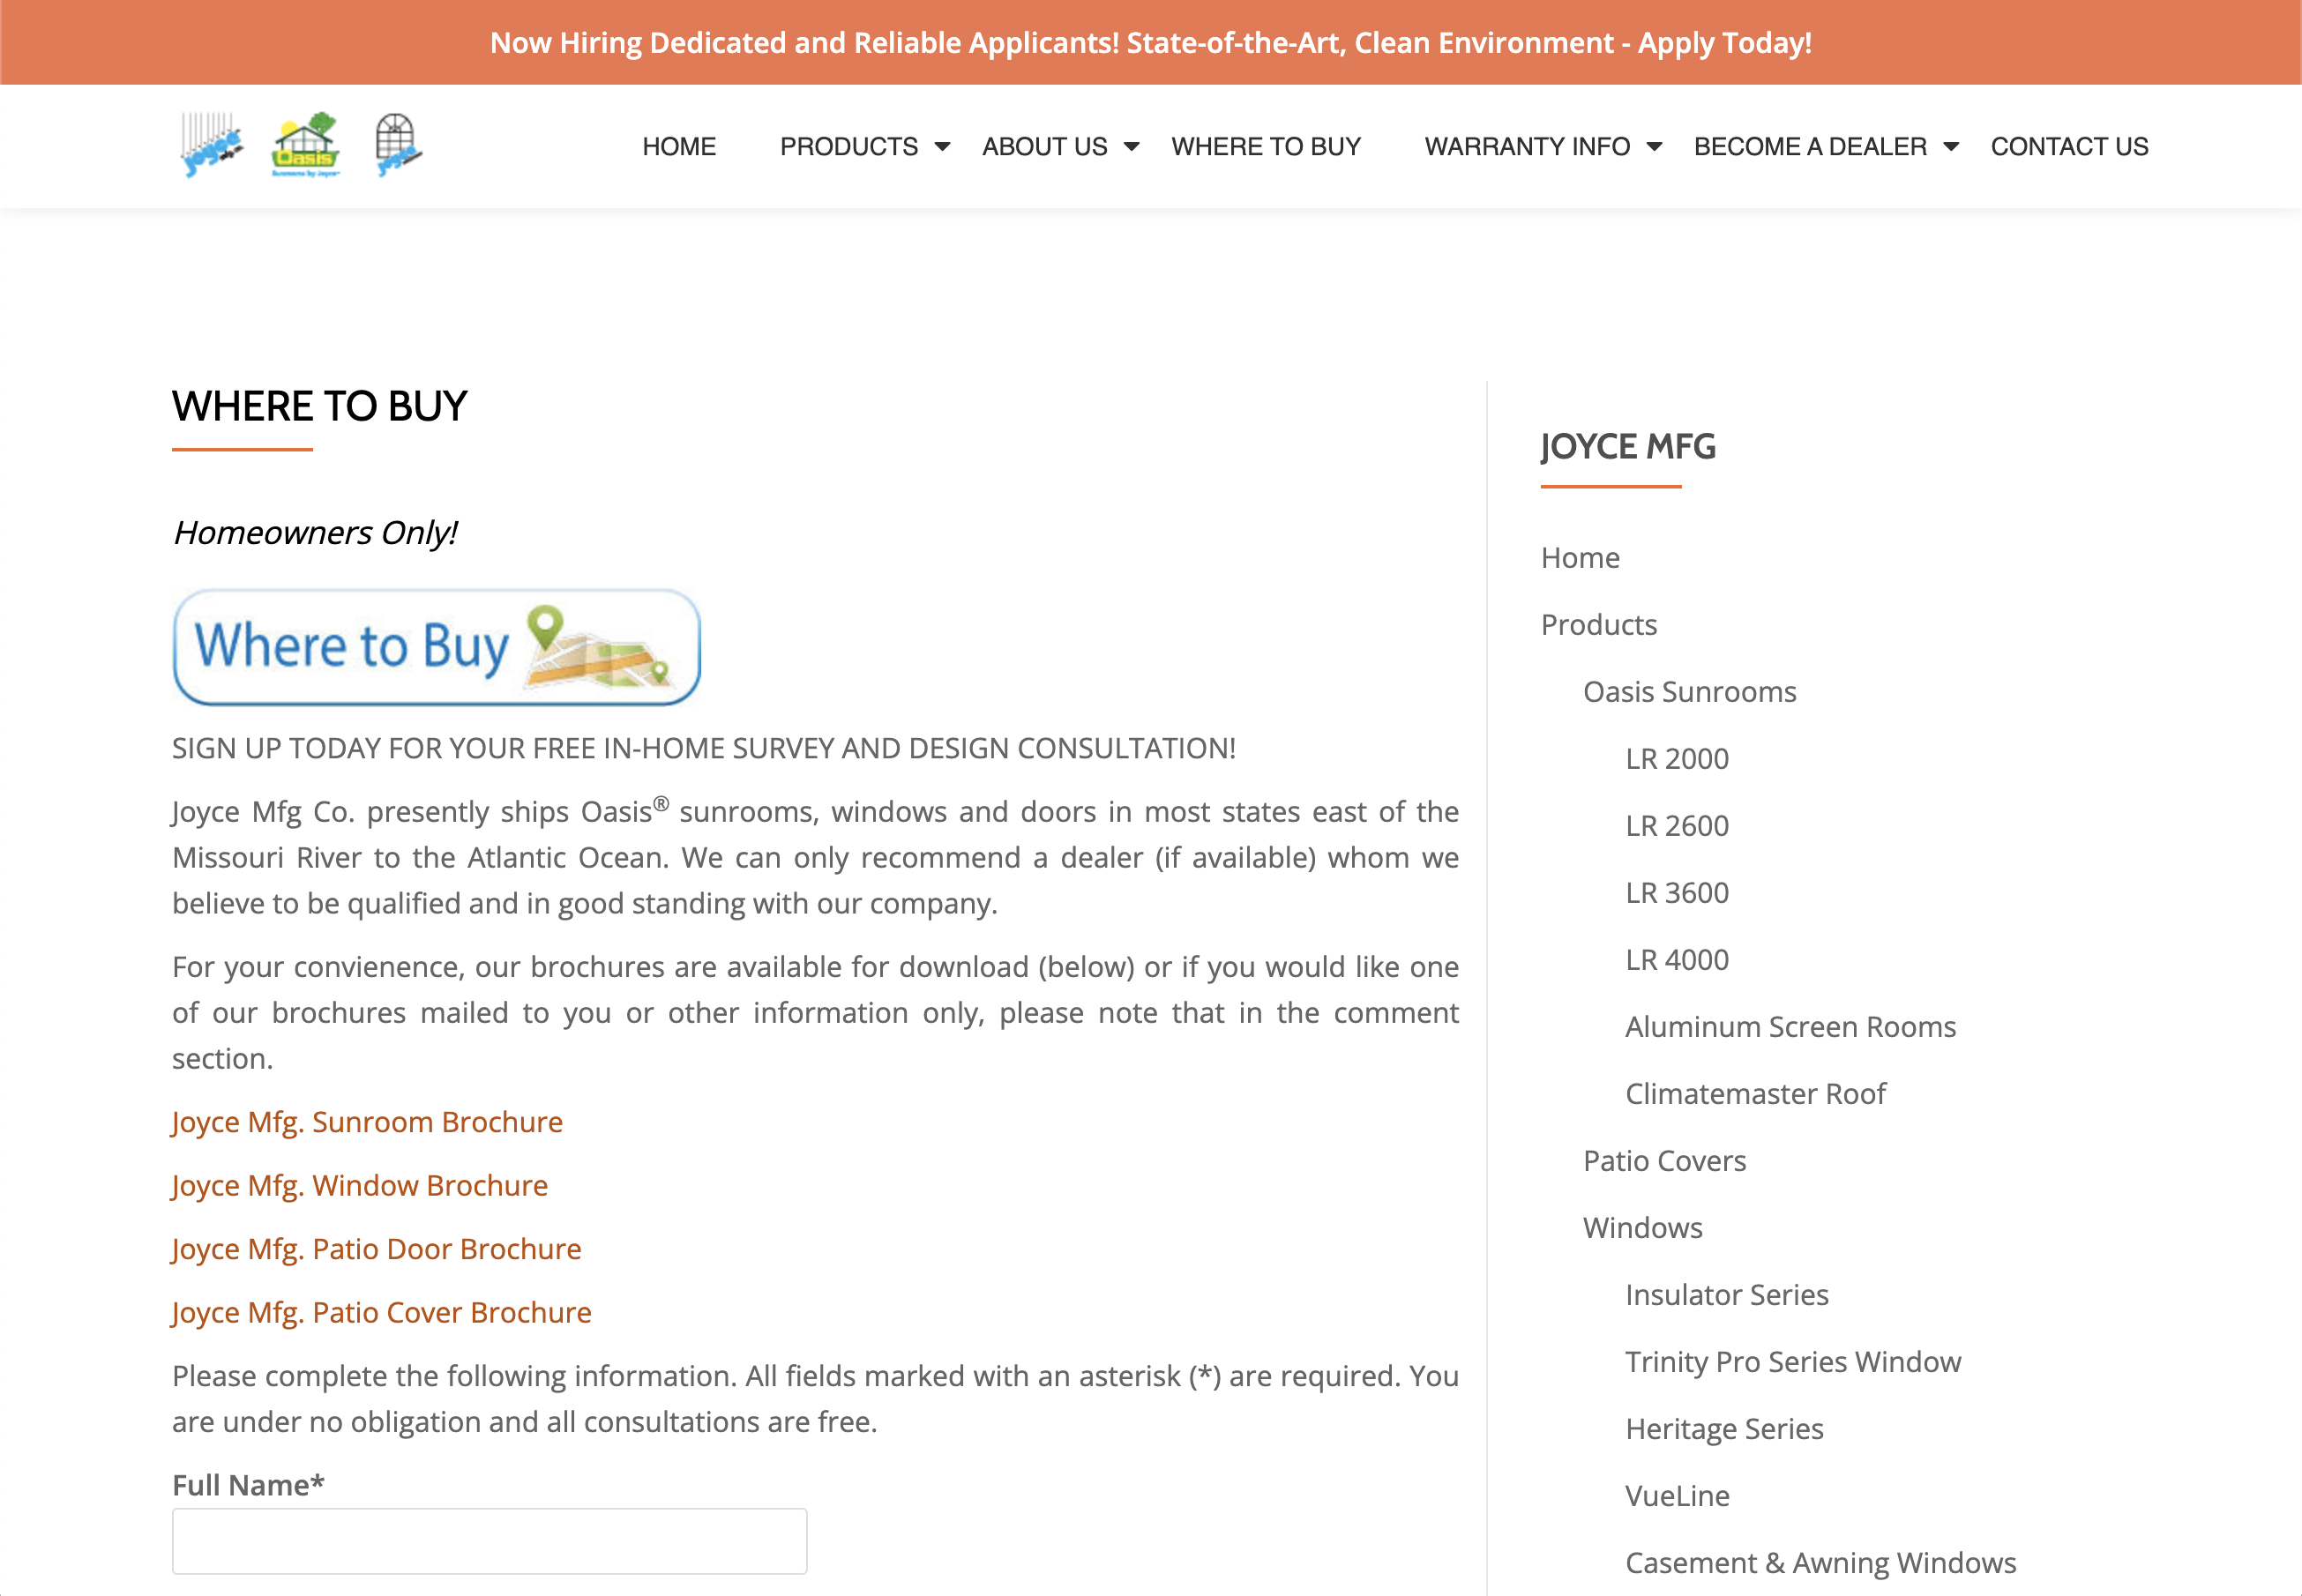 Now Hiring Dedicated and Reliable Applicants! State-of-the-Art, Clean Environment - Apply Today!
Joyce
Oasis
Sunrooms by Joyce
Joyce
HOME
PRODUCTS
ABOUT US
WHERE TO BUY
WARRANTY INFO
BECOME A DEALER
CONTACT US
WHERE TO BUY
Homeowners Only!
Where to Buy
SIGN UP TODAY FOR YOUR FREE IN-HOME SURVEY AND DESIGN CONSULTATION!
Joyce Mfg Co. presently ships Oasis® sunrooms, windows and doors in most states east of the
Missouri River to the Atlantic Ocean. We can only recommend a dealer (if available) whom we
believe to be qualified and in good standing with our company.
For your convienence, our brochures are available for download (below) or if you would like one
of our brochures mailed to you or other information only, please note that in the comment
section.
Joyce Mfg. Sunroom Brochure
Joyce Mfg. Window Brochure
Joyce Mfg. Patio Door Brochure
Joyce Mfg. Patio Cover Brochure
Please complete the following information. All fields marked with an asterisk (*) are required. You
are under no obligation and all consultations are free.
Full Name*
JOYCE MFG
Home
Products
Oasis Sunrooms
LR 2000
LR 2600
LR 3600
LR 4000
Aluminum Screen Rooms
Climatemaster Roof
Patio Covers
Windows
Insulator Series
Trinity Pro Series Window
Heritage Series
VueLine
Casement & Awning Windows